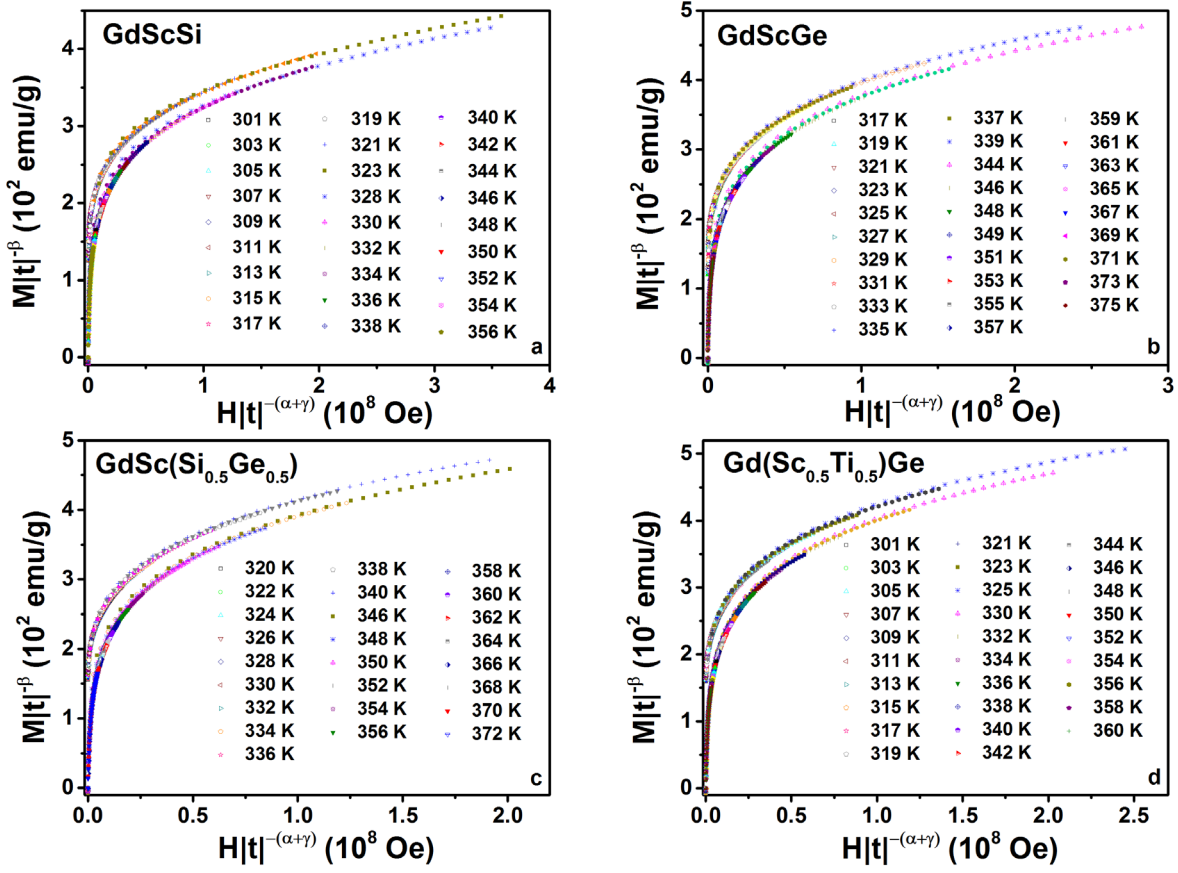 GdScSi
M|t|^-β (10^2 emu/g)
4
3
2
1
0
301 K 319 K 340 K
303 K 321 K 342 K
305 K 323 K 344 K
307 K 328 K 346 K
309 K 330 K 348 K
311 K 332 K 350 K
313 K 334 K 352 K
315 K 336 K 354 K
317 K 338 K 356 K
a
0 1 2 3 4
H|t|^-(α+γ) (10^8 Oe)
GdScGe
M|t|^-β (10^2 emu/g)
5
4
3
2
1
0
317 K 337 K 359 K
319 K 339 K 361 K
321 K 344 K 363 K
323 K 346 K 365 K
325 K 348 K 367 K
327 K 349 K 369 K
329 K 351 K 371 K
331 K 353 K 373 K
333 K 355 K 375 K
335 K 357 K
b
0 1 2 3
H|t|^-(α+γ) (10^8 Oe)
GdSc(Si0.5Ge0.5)
M|t|^-β (10^2 emu/g)
5
4
3
2
1
0
320 K 338 K 358 K
322 K 340 K 360 K
324 K 346 K 362 K
326 K 348 K 364 K
328 K 350 K 366 K
330 K 352 K 368 K
332 K 354 K 370 K
334 K 356 K 372 K
336 K
c
0.0 0.5 1.0 1.5 2.0
H|t|^-(α+γ) (10^8 Oe)
Gd(Sc0.5Ti0.5)Ge
M|t|^-β (10^2 emu/g)
5
4
3
2
1
0
301 K 321 K 344 K
303 K 323 K 346 K
305 K 325 K 348 K
307 K 330 K 350 K
309 K 332 K 352 K
311 K 334 K 354 K
313 K 336 K 356 K
315 K 338 K 358 K
317 K 340 K 360 K
319 K 342 K
d
0.0 0.5 1.0 1.5 2.0 2.5
H|t|^-(α+γ) (10^8 Oe)